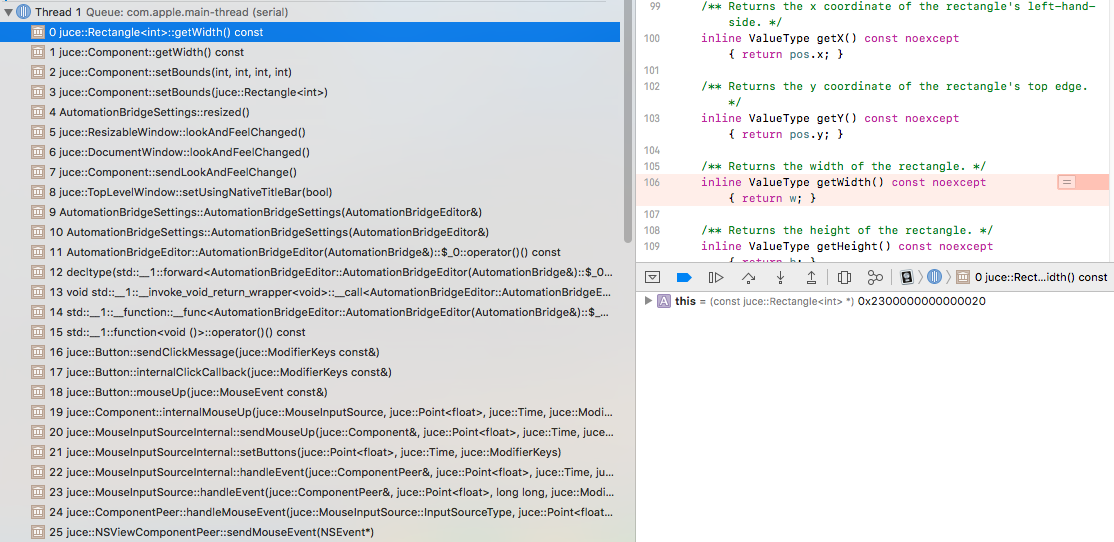 Thread 1 Queue: com.apple.main-thread (serial)
0 juce::Rectangle<int>::getWidth() const
1 juce::Component::getWidth() const
2 juce::Component::setBounds(int, int, int, int)
3 juce::Component::setBounds(juce::Rectangle<int>)
4 AutomationBridgeSettings::resized()
5 juce::ResizableWindow::lookAndFeelChanged()
6 juce::DocumentWindow::lookAndFeelChanged()
7 juce::Component::sendLookAndFeelChange()
8 juce::TopLevelWindow::setUsingNativeTitleBar(bool)
9 AutomationBridgeSettings::AutomationBridgeSettings(AutomationBridgeEditor&)
10 AutomationBridgeSettings::AutomationBridgeSettings(AutomationBridgeEditor&)
11 AutomationBridgeEditor::AutomationBridgeEditor(AutomationBridge&)::$_0::operator()() const
12 decltype(std::__1::forward<AutomationBridgeEditor::AutomationBridgeEditor(AutomationBridge&)::$_0...
13 void std::__1::__invoke_void_return_wrapper<void>::__call<AutomationBridgeEditor::AutomationBridgeE...
14 std::__1::__function::__func<AutomationBridgeEditor::AutomationBridgeEditor(AutomationBridge&)::$_...
15 std::__1::function<void ()>::operator()() const
16 juce::Button::sendClickMessage(juce::ModifierKeys const&)
17 juce::Button::internalClickCallback(juce::ModifierKeys const&)
18 juce::Button::mouseUp(juce::MouseEvent const&)
19 juce::Component::internalMouseUp(juce::MouseInputSource, juce::Point<float>, juce::Time, juce::Modi...
20 juce::MouseInputSourceInternal::sendMouseUp(juce::Component&, juce::Point<float>, juce::Time, juce...
21 juce::MouseInputSourceInternal::setButtons(juce::Point<float>, juce::Time, juce::ModifierKeys)
22 juce::MouseInputSourceInternal::handleEvent(juce::ComponentPeer&, juce::Point<float>, juce::Time, ju...
23 juce::MouseInputSource::handleEvent(juce::ComponentPeer&, juce::Point<float>, long long, juce::Modi...
24 juce::ComponentPeer::handleMouseEvent(juce::MouseInputSource::InputSourceType, juce::Point<float...
25 juce::NSViewComponentPeer::sendMouseEvent(NSEvent*)
99 /** Returns the x coordinate of the rectangle's left-hand-
side. */
100 inline ValueType getX() const noexcept
{ return pos.x; }
101
102 /** Returns the y coordinate of the rectangle's top edge.
*/
103 inline ValueType getY() const noexcept
{ return pos.y; }
104
105 /** Returns the width of the rectangle. */
106 inline ValueType getWidth() const noexcept
{ return w; }
107
108 /** Returns the height of the rectangle. */
109 inline ValueType getHeight() const noexcept
{ return h; }
0 juce::Rect...idth() const
A this = (const juce::Rectangle<int> *) 0x2300000000000020